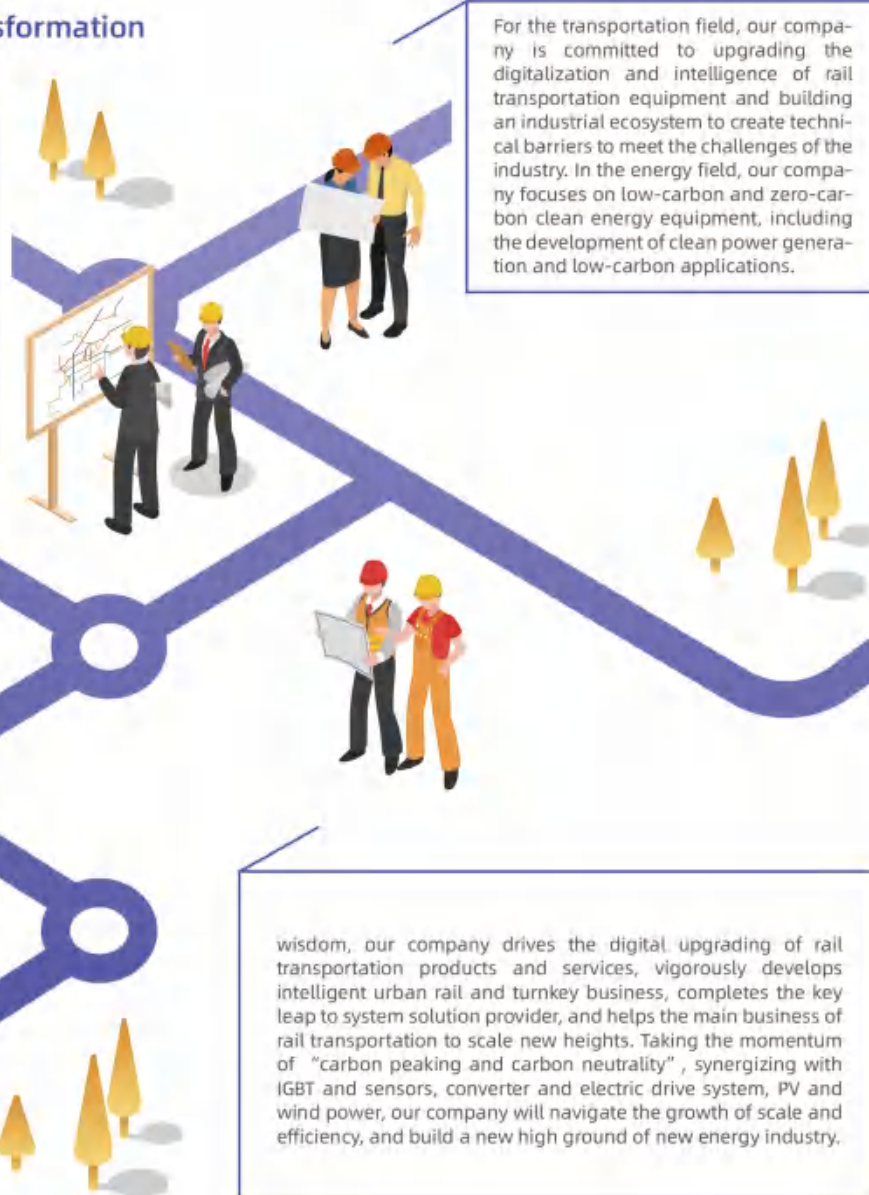 sformation
For the transportation field, our compa-
ny is committed to upgrading the
digitalization and intelligence of rail
transportation equipment and building
an industrial ecosystem to create techni-
cal barriers to meet the challenges of the
industry. In the energy field, our compa-
ny focuses on low-carbon and zero-car-
bon clean energy equipment, including
the development of clean power genera-
tion and low-carbon applications.
wisdom, our company drives the digital upgrading of rail
transportation products and services, vigorously develops
intelligent urban rail and turnkey business, completes the key
leap to system solution provider, and helps the main business of
rail transportation to scale new heights. Taking the momentum
of “carbon peaking and carbon neutrality” , synergizing with
IGBT and sensors, converter and electric drive system, PV and
wind power, our company will navigate the growth of scale and
efficiency, and build a new high ground of new energy industry.